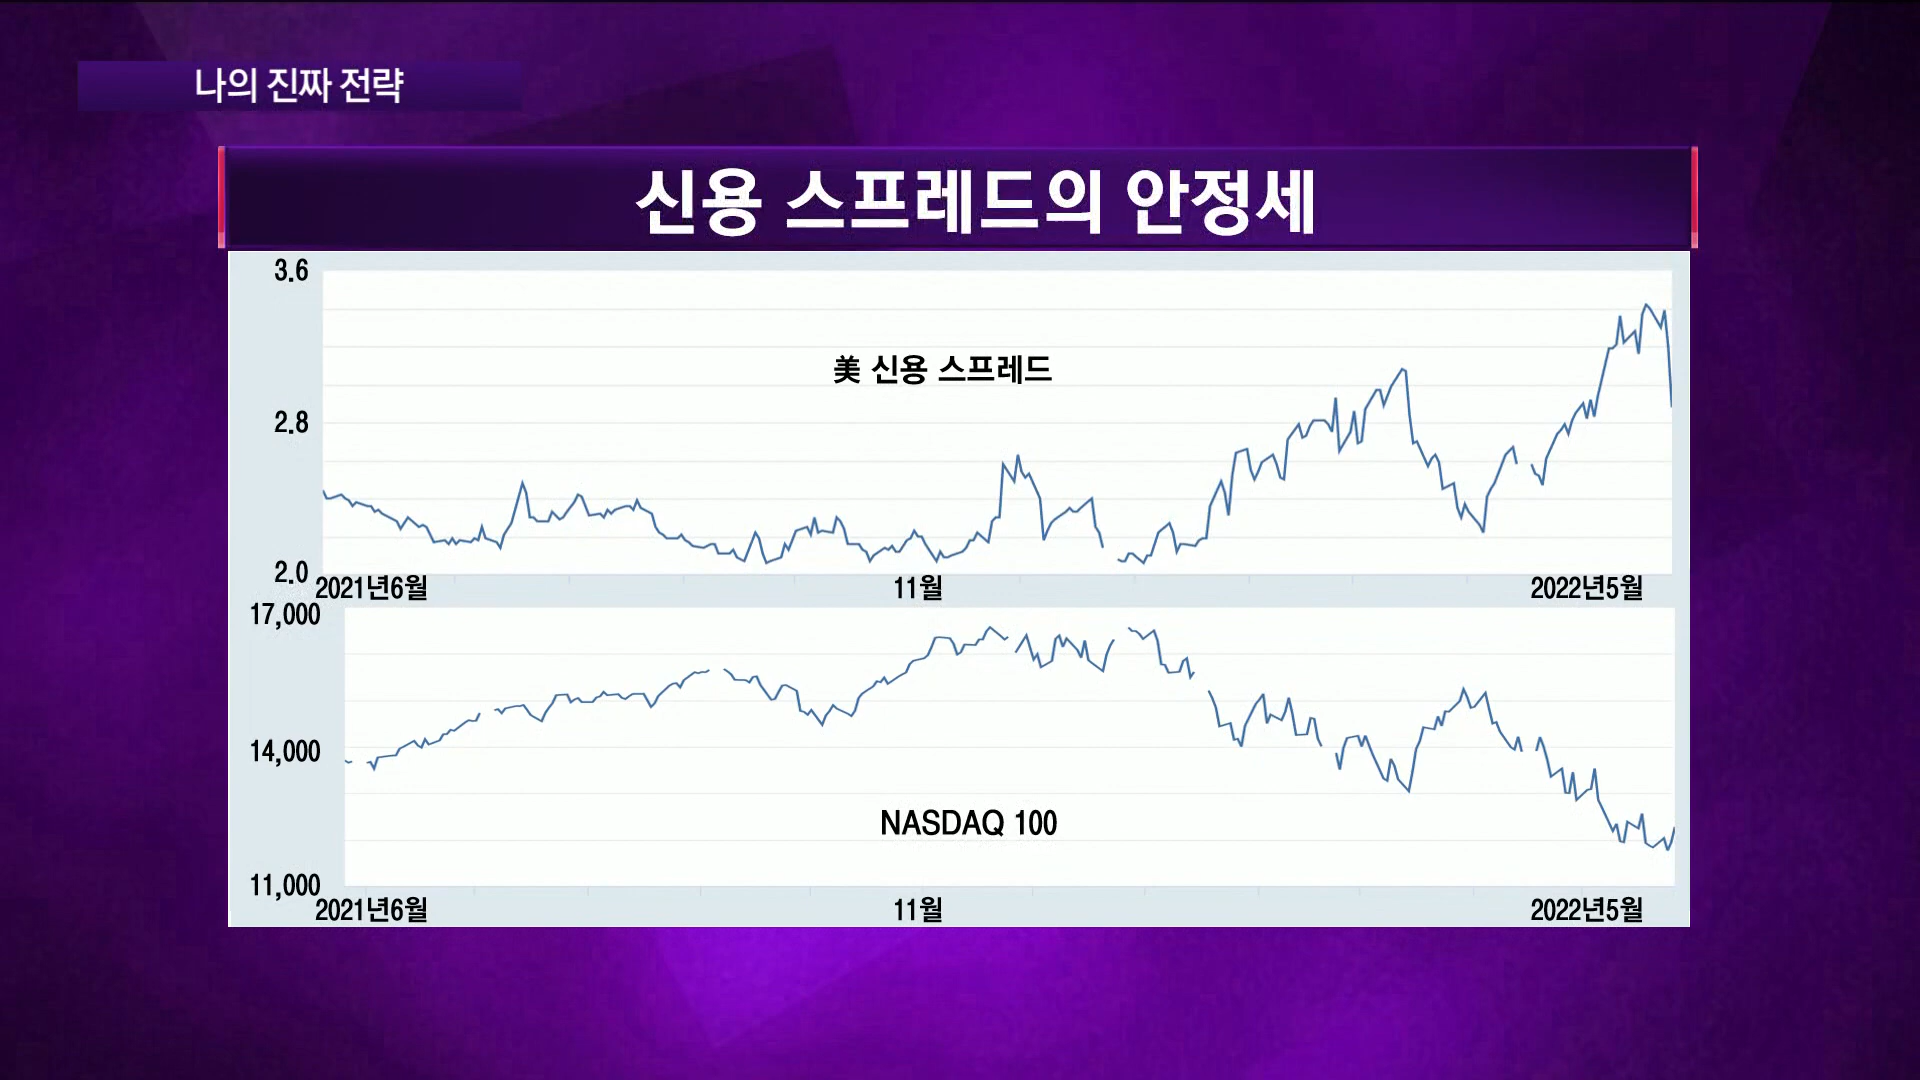 나의 진짜 전략
신용 스프레드의 안정세
3.6
美 신용 스프레드
2.8
2.0
2021년6월 11월 2022년5월
17,000
14,000
NASDAQ 100
11,000
2021년6월 11월 2022년5월